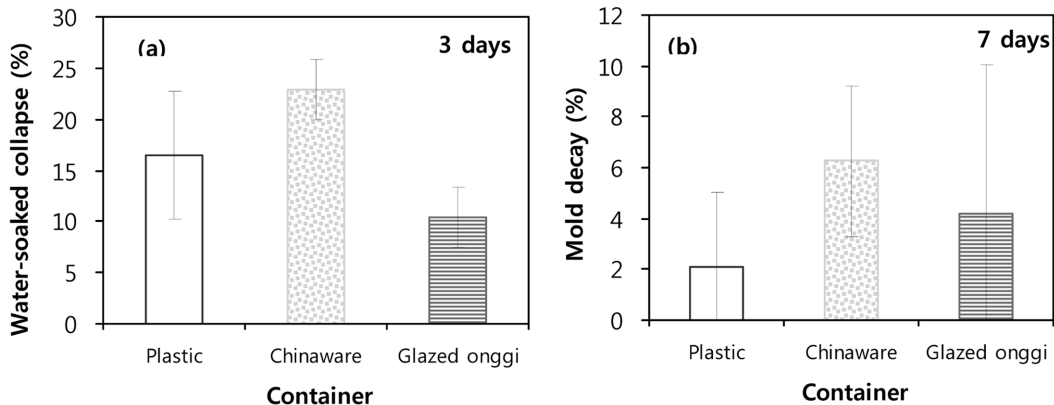 (a)
3 days
Water-soaked collapse (%)
30
25
20
15
10
5
0
Plastic
Chinaware
Glazed onggi
Container
(b)
7 days
Mold decay (%)
12
10
8
6
4
2
0
Plastic
Chinaware
Glazed onggi
Container